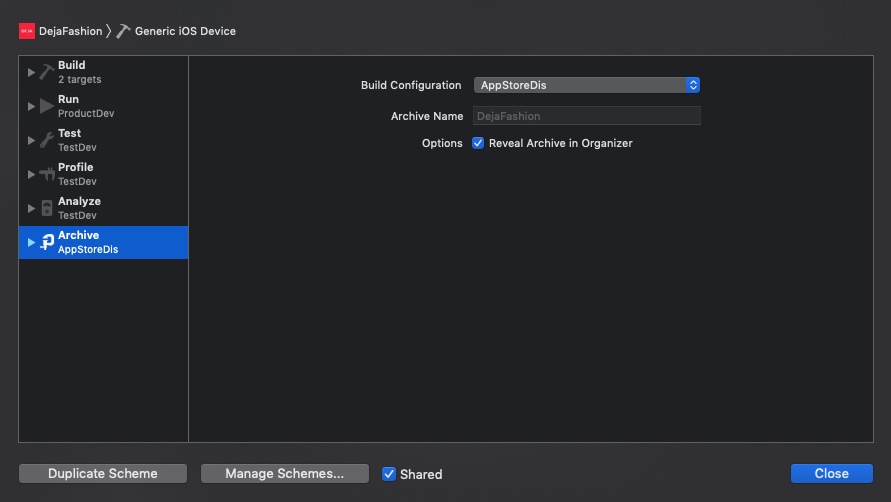 DejaFashion
Generic iOS Device
Build
2 targets
Run
ProductDev
Test
TestDev
Profile
TestDev
Analyze
TestDev
Archive
AppStoreDis
Build Configuration AppStoreDis
Archive Name DejaFashion
Options Reveal Archive in Organizer
Duplicate Scheme
Manage Schemes...
Shared
Close